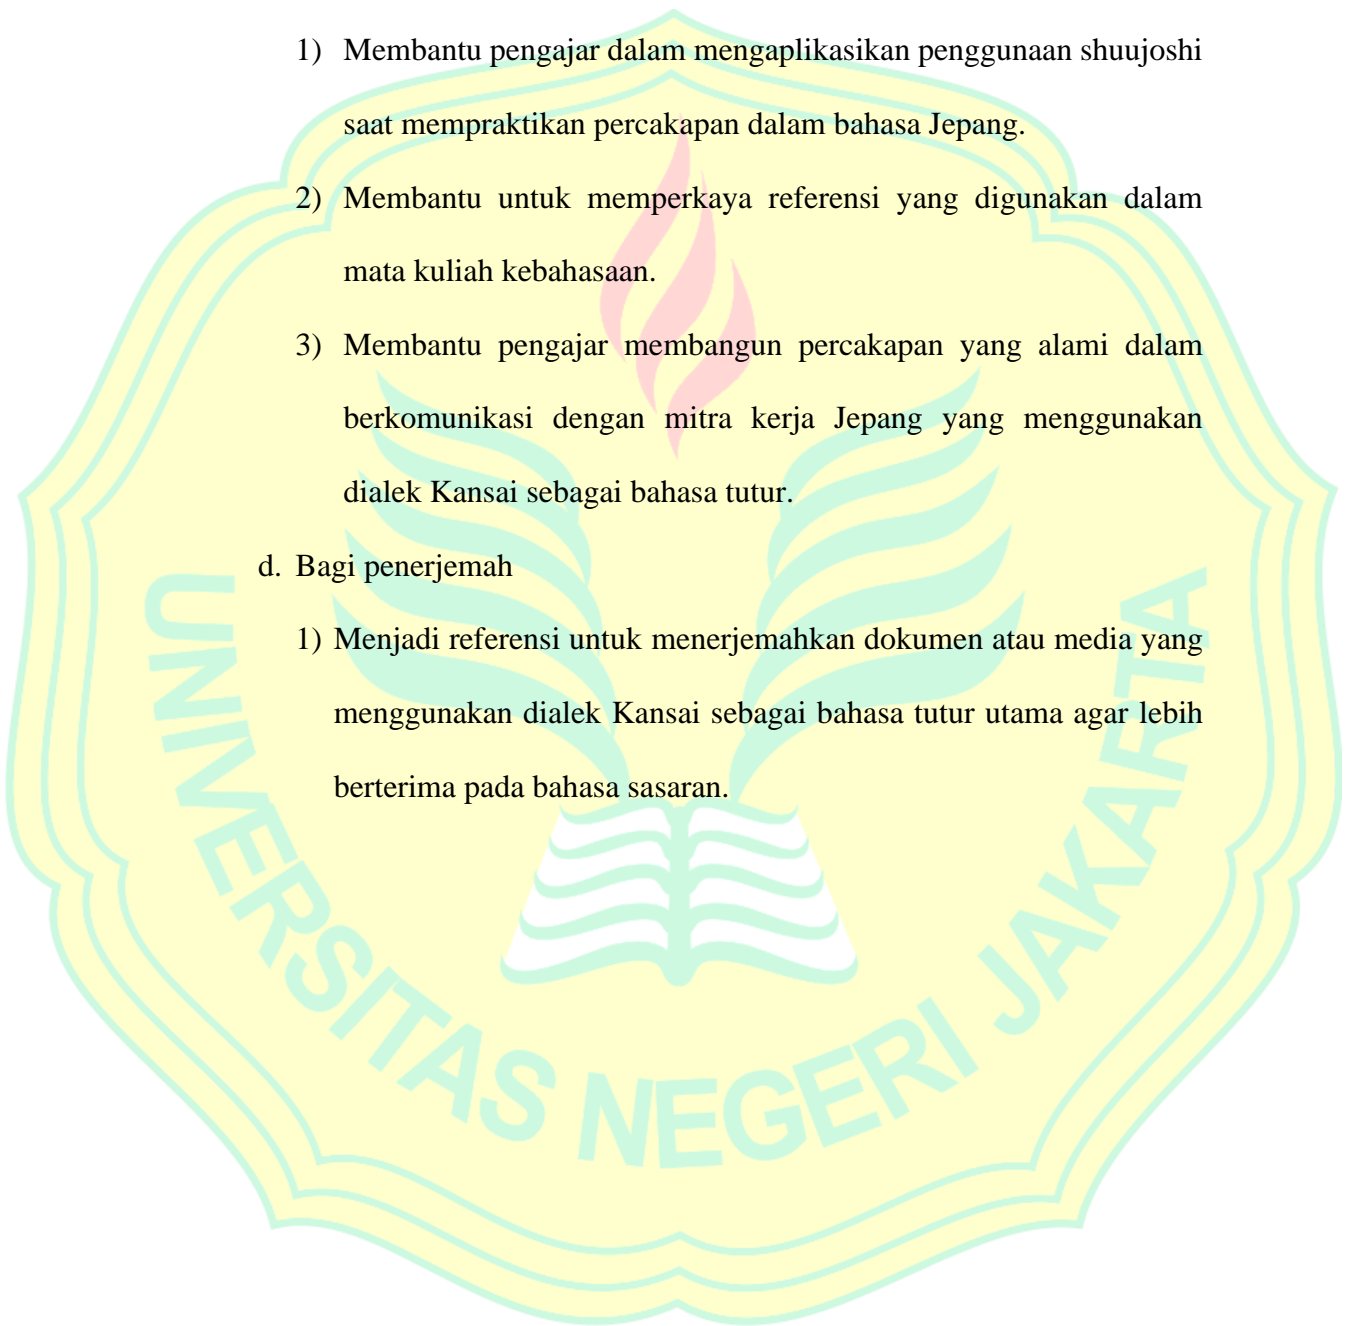 1) Membantu pengajar dalam mengaplikasikan penggunaan shuujoshi
saat mempraktikan percakapan dalam bahasa Jepang.
2) Membantu untuk memperkaya referensi yang digunakan dalam
mata kuliah kebahasaan.
3) Membantu pengajar membangun percakapan yang alami dalam
berkomunikasi dengan mitra kerja Jepang yang menggunakan
dialek Kansai sebagai bahasa tutur.
d. Bagi penerjemah
1) Menjadi referensi untuk menerjemahkan dokumen atau media yang
menggunakan dialek Kansai sebagai bahasa tutur utama agar lebih
berterima pada bahasa sasaran.
UNIVERSITAS NEGERI JAKARTA